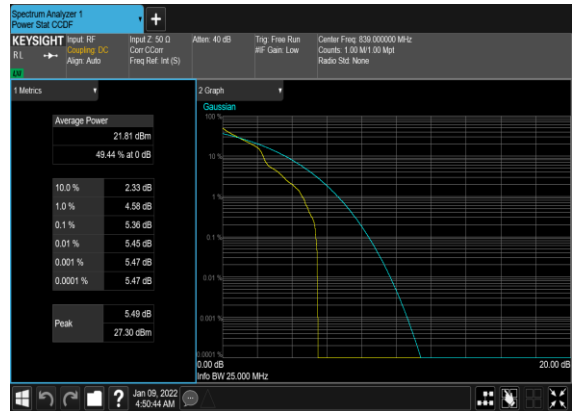 Spectrum Analyzer 1
Power Stat CCDF
+
KEYSIGHT
RL
Input: RF
Coupling: DC
Align: Auto
Input Z: 50 Ω
Corr CCorr
Freq Ref: Int (S)
Atten: 40 dB
Trig: Free Run
#IF Gain: Low
Center Freq: 839.000000 MHz
Counts: 1.00 M/1.00 Mpt
Radio Std: None
1 Metrics
Average Power
21.81 dBm
49.44 % at 0 dB
10.0 % 2.33 dB
1.0 % 4.58 dB
0.1 % 5.36 dB
0.01 % 5.45 dB
0.001 % 5.47 dB
0.0001 % 5.47 dB
Peak
5.49 dB
27.30 dBm
2 Graph
Gaussian
100 %
10 %
1 %
0.1 %
0.01 %
0.001 %
0.0001 %
0.00 dB
20.00 dB
Info BW 25.000 MHz
?
Jan 09, 2022
4:50:44 AM